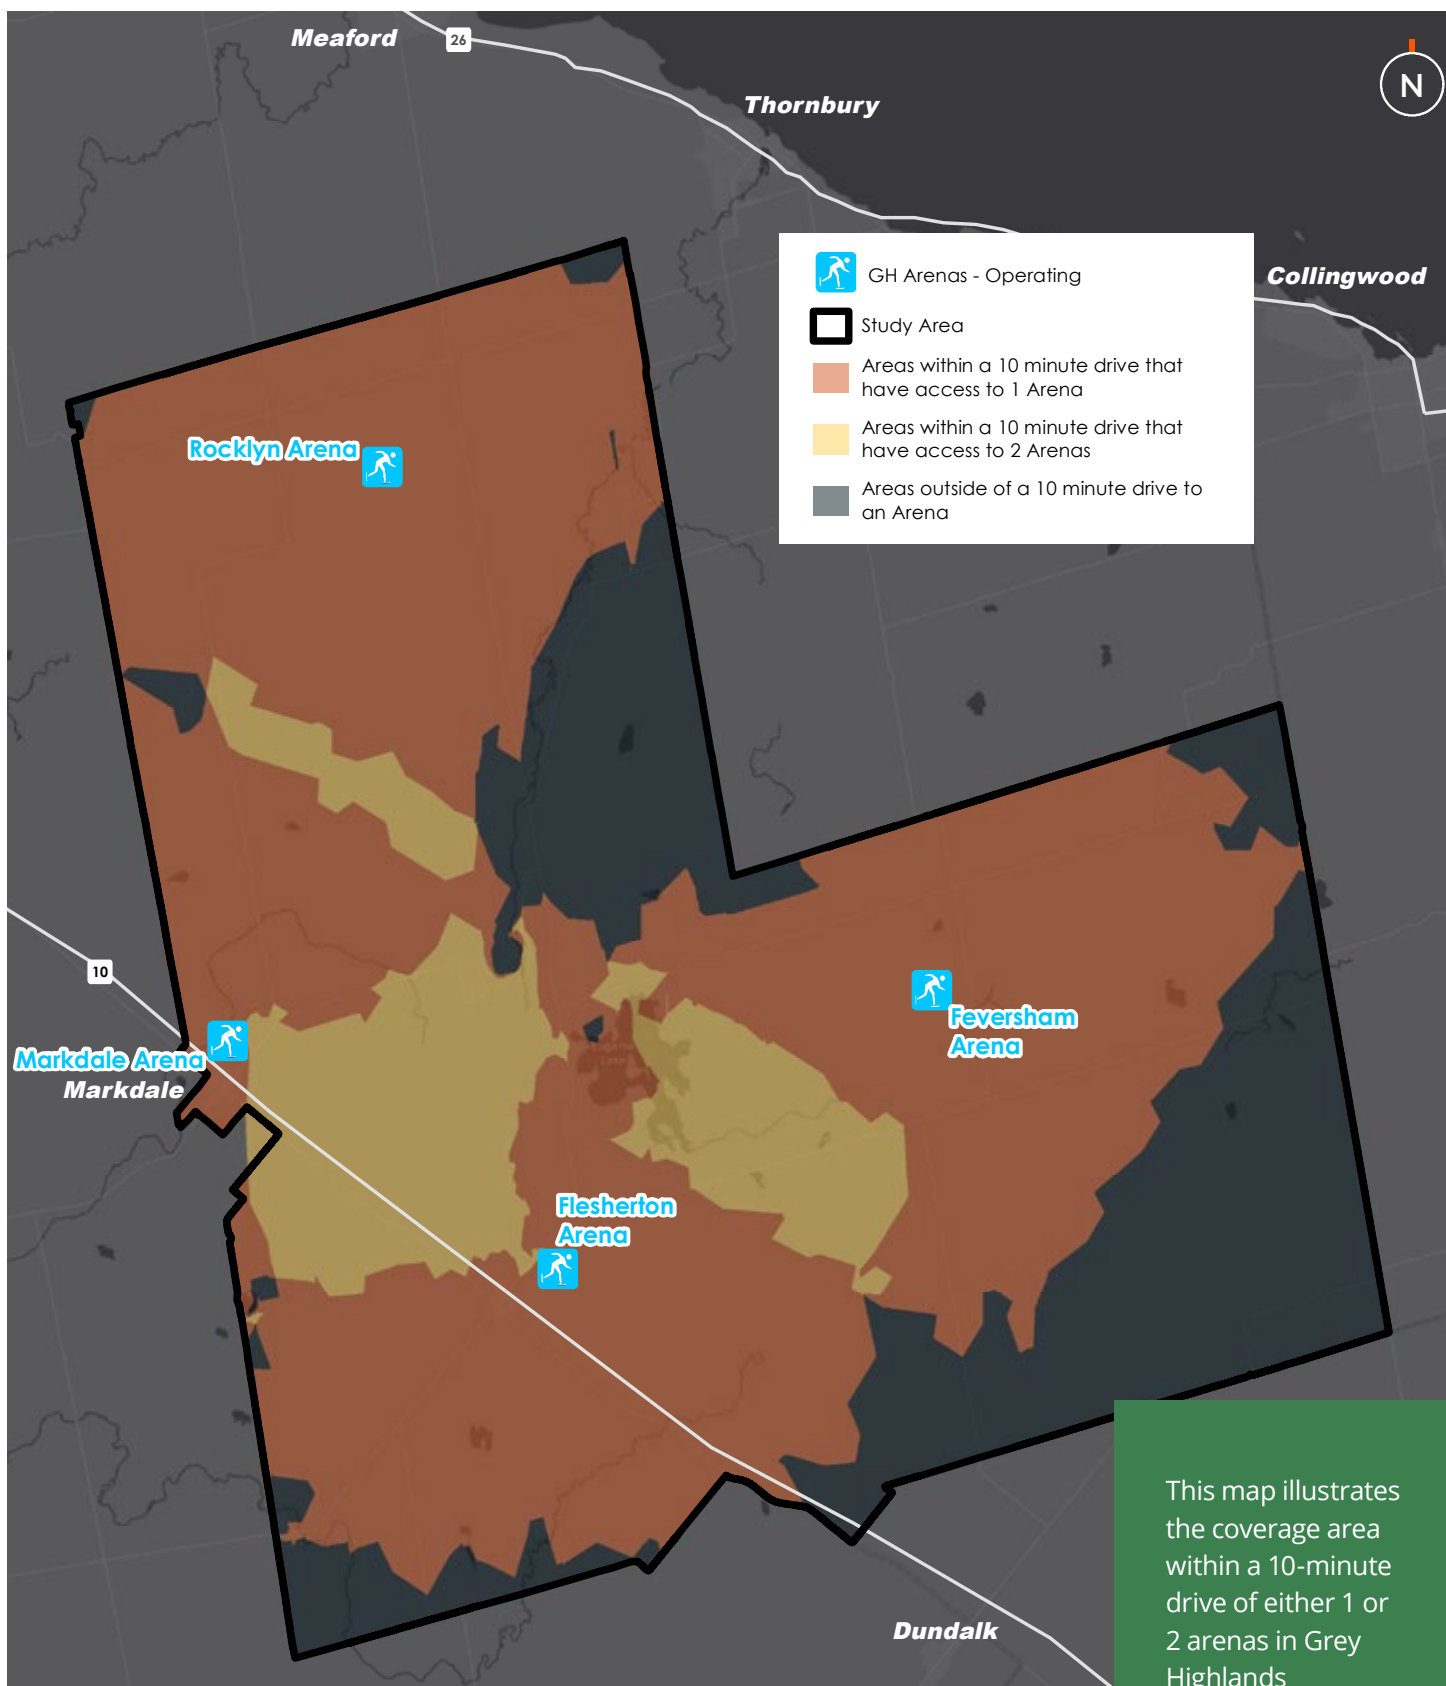 Meaford
26
Thornbury
N
Collingwood
GH Arenas - Operating
Study Area
Areas within a 10 minute drive that
have access to 1 Arena
Areas within a 10 minute drive that
have access to 2 Arenas
Areas outside of a 10 minute drive to
an Arena
Rocklyn Arena
10
Feversham
Arena
Markdale Arena
Markdale
Flesherton
Arena
Dundalk
This map illustrates
the coverage area
within a 10-minute
drive of either 1 or
2 arenas in Grey
Highlands